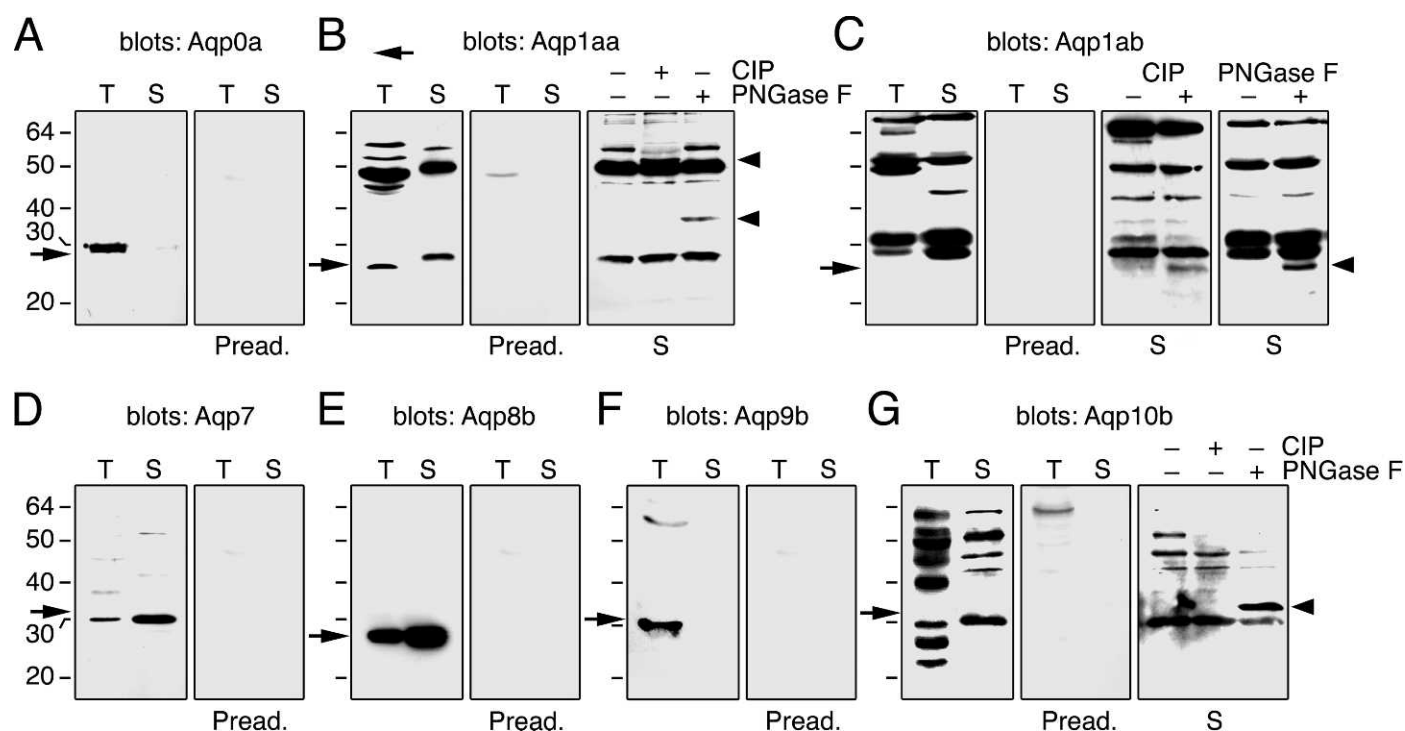 A blots: Aqp0a B blots: Aqp1aa C blots: Aqp1ab
– + – CIP CIP PNGase F
T S T S T S T S – – + PNGase F T S T S – + – +
64 –
50 –
40 –
30
20 –
Pread. Pread. S Pread. S S
D blots: Aqp7 E blots: Aqp8b F blots: Aqp9b G blots: Aqp10b
– + – CIP
T S T S T S T S T S T S T S T S – – + PNGase F
64 –
50 –
40 –
30
20 –
Pread. Pread. Pread. Pread. S